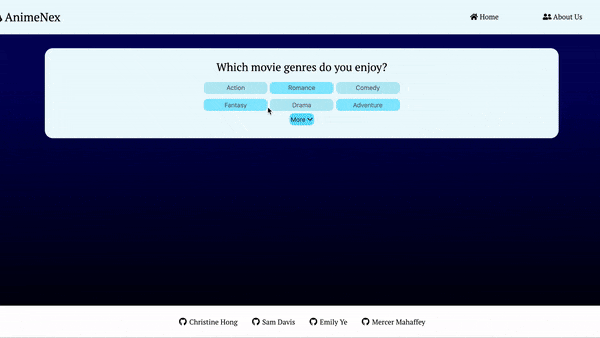 AnimeNex
Home
About Us
Which movie genres do you enjoy?
Action
Romance
Comedy
Fantasy
Drama
Adventure
More
Christine Hong
Sam Davis
Emily Ye
Mercer Mahaffey